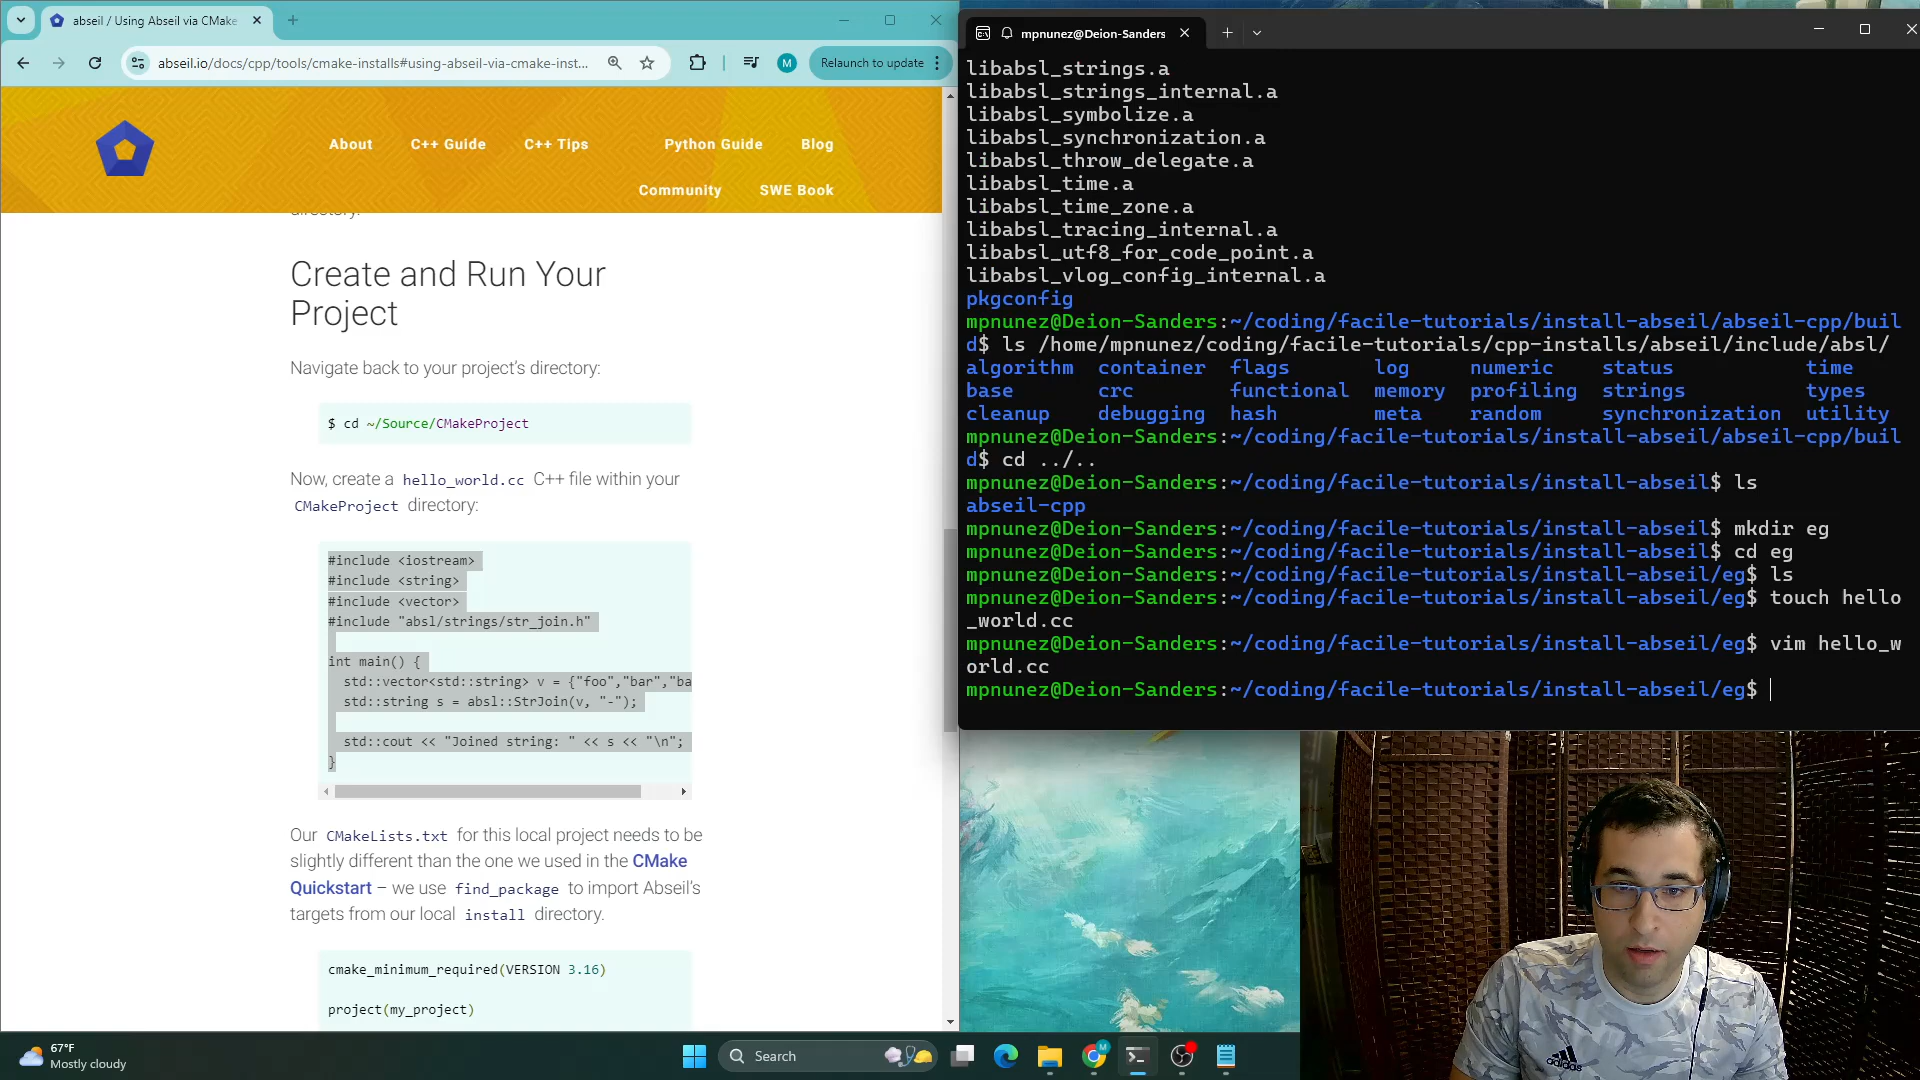 abseil / Using Abseil via CMake
abseil.io/docs/cpp/tools/cmake-installs#using-abseil-via-cmake-inst...
M
Relaunch to update
About
C++ Guide
C++ Tips
Python Guide
Blog
Community
SWE Book
directory.
Create and Run Your
Project
Navigate back to your project's directory:
$ cd ~/Source/CMakeProject
Now, create a hello_world.cc C++ file within your
CMakeProject directory:
#include <iostream>
#include <string>
#include <vector>
#include "absl/strings/str_join.h"
int main() {
std::vector<std::string> v = {"foo","bar","ba
std::string s = absl::StrJoin(v, "-");
std::cout << "Joined string: " << s << "\n";
}
Our CMakeLists.txt for this local project needs to be
slightly different than the one we used in the CMake
Quickstart – we use find_package to import Abseil's
targets from our local install directory.
cmake_minimum_required(VERSION 3.16)
project(my_project)
mpnunez@Deion-Sanders
libabsl_strings.a
libabsl_strings_internal.a
libabsl_symbolize.a
libabsl_synchronization.a
libabsl_throw_delegate.a
libabsl_time.a
libabsl_time_zone.a
libabsl_tracing_internal.a
libabsl_utf8_for_code_point.a
libabsl_vlog_config_internal.a
pkgconfig
mpnunez@Deion-Sanders:~/coding/facile-tutorials/install-abseil/abseil-cpp/buil
d$ ls /home/mpnunez/coding/facile-tutorials/cpp-installs/abseil/include/absl/
algorithm container flags log numeric status time
base crc functional memory profiling strings types
cleanup debugging hash meta random synchronization utility
mpnunez@Deion-Sanders:~/coding/facile-tutorials/install-abseil/abseil-cpp/buil
d$ cd ../..
mpnunez@Deion-Sanders:~/coding/facile-tutorials/install-abseil$ ls
abseil-cpp
mpnunez@Deion-Sanders:~/coding/facile-tutorials/install-abseil$ mkdir eg
mpnunez@Deion-Sanders:~/coding/facile-tutorials/install-abseil$ cd eg
mpnunez@Deion-Sanders:~/coding/facile-tutorials/install-abseil/eg$ ls
mpnunez@Deion-Sanders:~/coding/facile-tutorials/install-abseil/eg$ touch hello
_world.cc
mpnunez@Deion-Sanders:~/coding/facile-tutorials/install-abseil/eg$ vim hello_w
orld.cc
mpnunez@Deion-Sanders:~/coding/facile-tutorials/install-abseil/eg$
adidas
67°F
Mostly cloudy
Search
M